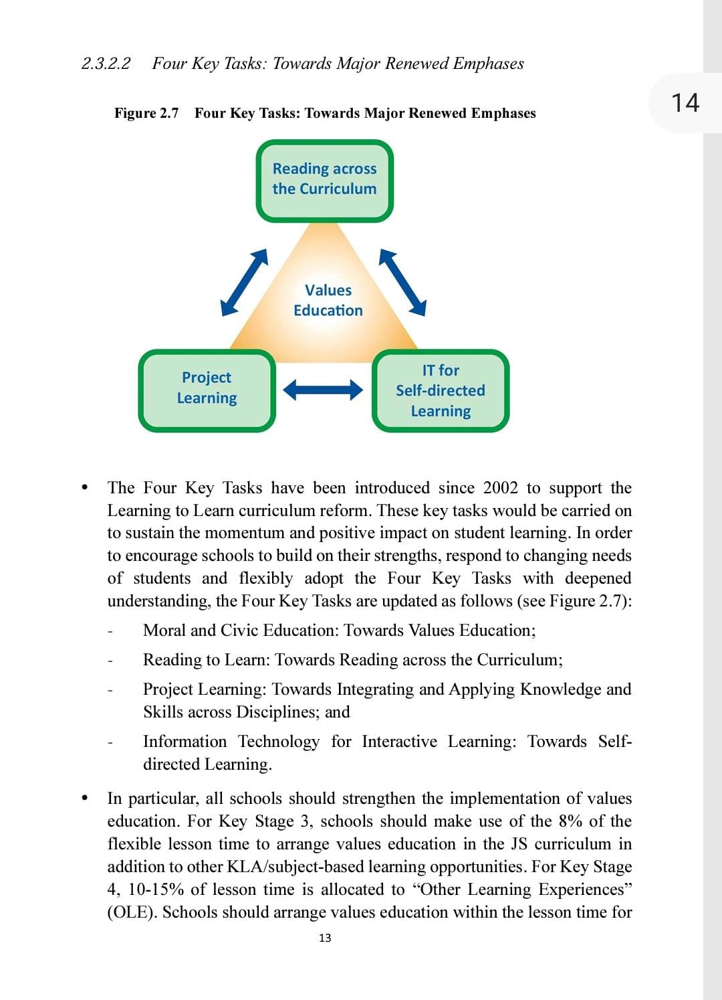 2.3.2.2 Four Key Tasks: Towards Major Renewed Emphases
14
Figure 2.7 Four Key Tasks: Towards Major Renewed Emphases
Reading across
the Curriculum
Values
Education
Project
Learning
IT for
Self-directed
Learning
• The Four Key Tasks have been introduced since 2002 to support the
Learning to Learn curriculum reform. These key tasks would be carried on
to sustain the momentum and positive impact on student learning. In order
to encourage schools to build on their strengths, respond to changing needs
of students and flexibly adopt the Four Key Tasks with deepened
understanding, the Four Key Tasks are updated as follows (see Figure 2.7):
- Moral and Civic Education: Towards Values Education;
- Reading to Learn: Towards Reading across the Curriculum;
- Project Learning: Towards Integrating and Applying Knowledge and
Skills across Disciplines; and
- Information Technology for Interactive Learning: Towards Self-
directed Learning.
• In particular, all schools should strengthen the implementation of values
education. For Key Stage 3, schools should make use of the 8% of the
flexible lesson time to arrange values education in the JS curriculum in
addition to other KLA/subject-based learning opportunities. For Key Stage
4, 10-15% of lesson time is allocated to “Other Learning Experiences”
(OLE). Schools should arrange values education within the lesson time for
13